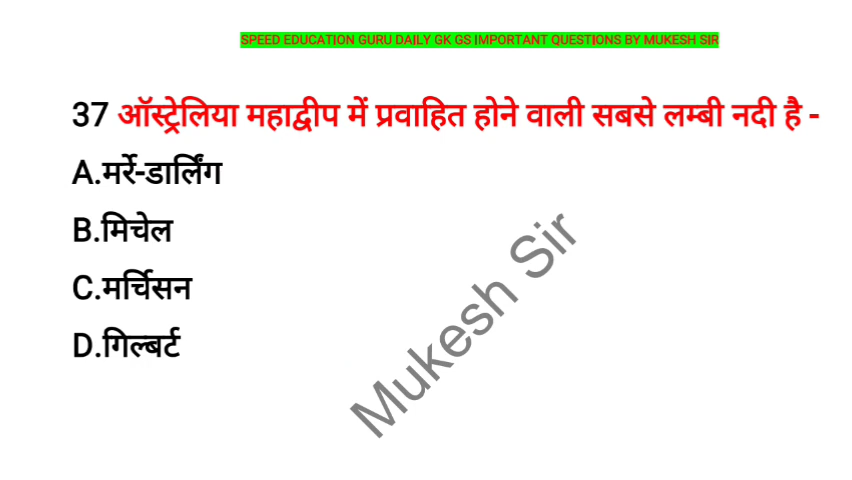 SPEED EDUCATION GURU DAILY GK GS IMPORTANT QUESTIONS BY MUKESH SIR
37 ऑस्ट्रेलिया महाद्वीप में प्रवाहित होने वाली सबसे लम्बी नदी है -
A.मर्रे-डार्लिंग
B.मिचेल
C.मर्चिसन
D.गिल्बर्ट
Mukesh Sir